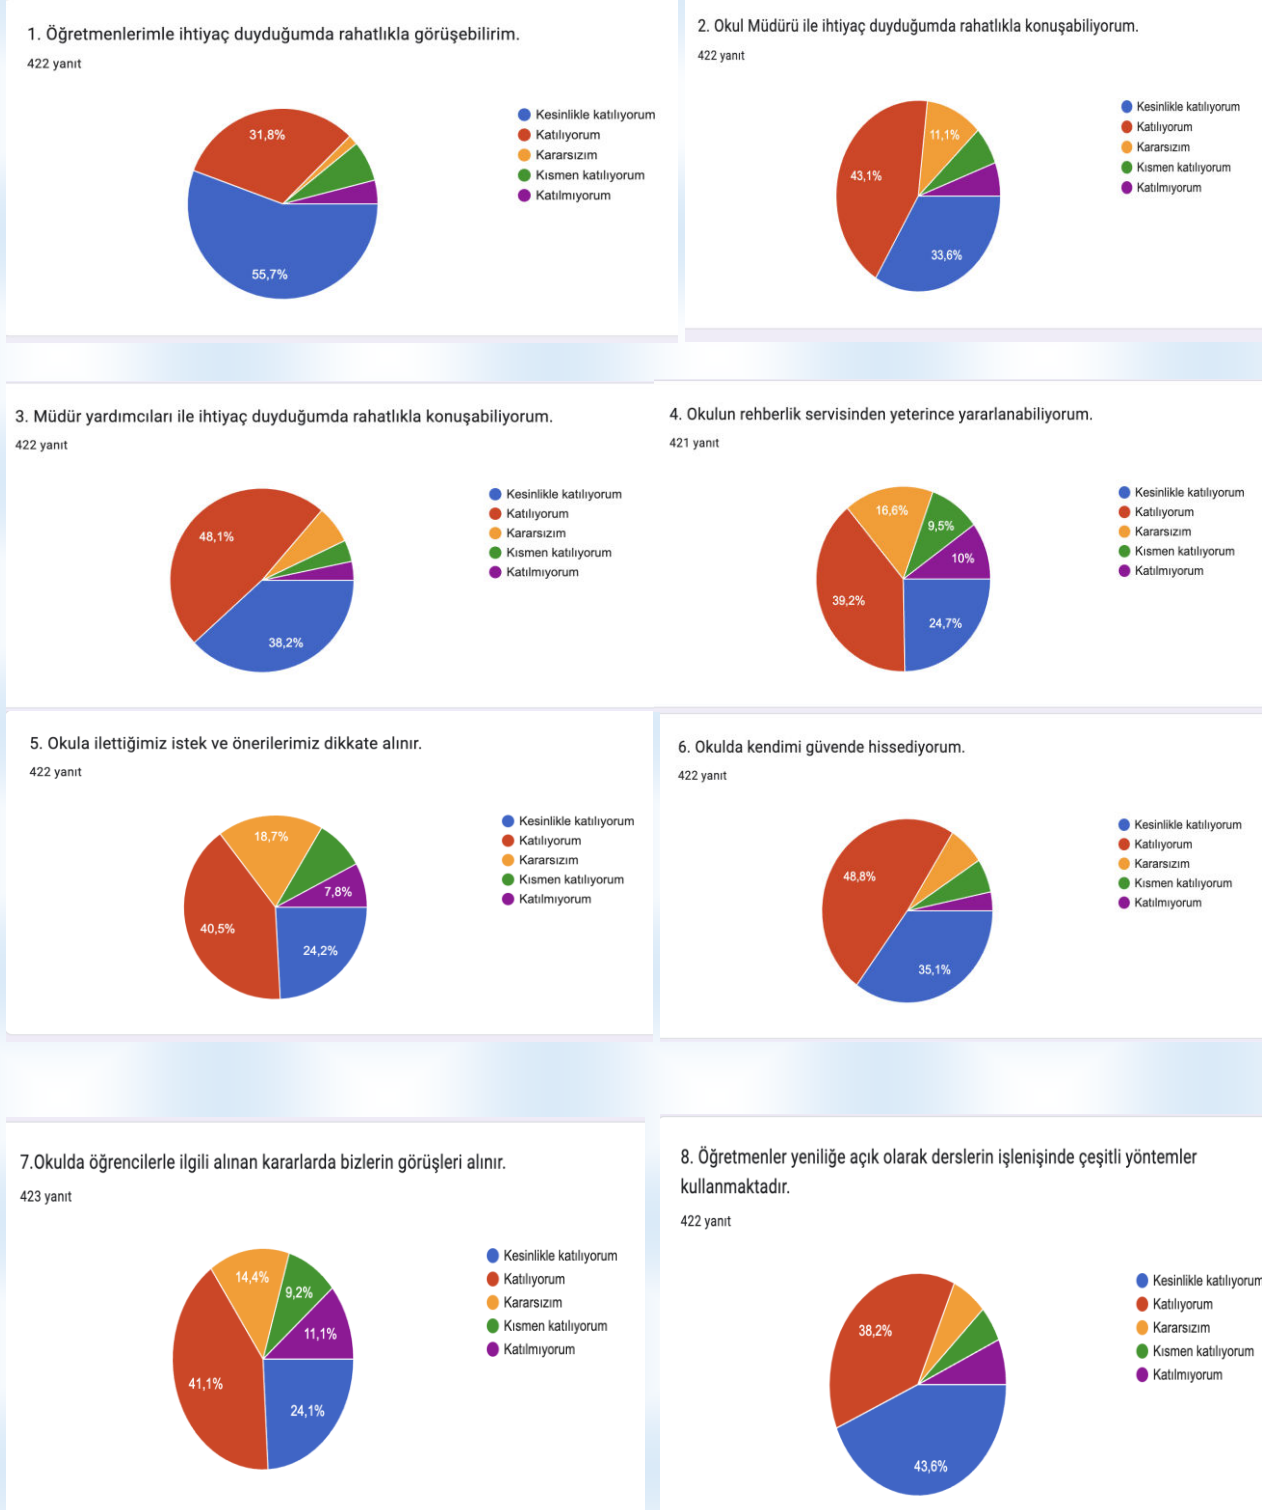 1. Öğretmenlerimle ihtiyaç duyduğumda rahatlıkla görüşebilirim.
422 yanıt
31,8%
55,7%
Kesinlikle katılıyorum
Katılıyorum
Kararsızım
Kısmen katılıyorum
Katılmıyorum
2. Okul Müdürü ile ihtiyaç duyduğumda rahatlıkla konuşabiliyorum.
422 yanıt
11,1%
43,1%
33,6%
Kesinlikle katılıyorum
Katılıyorum
Kararsızım
Kısmen katılıyorum
Katılmıyorum
3. Müdür yardımcıları ile ihtiyaç duyduğumda rahatlıkla konuşabiliyorum.
422 yanıt
48,1%
38,2%
Kesinlikle katılıyorum
Katılıyorum
Kararsızım
Kısmen katılıyorum
Katılmıyorum
4. Okulun rehberlik servisinden yeterince yararlanabiliyorum.
421 yanıt
16,6%
9,5%
10%
39,2%
24,7%
Kesinlikle katılıyorum
Katılıyorum
Kararsızım
Kısmen katılıyorum
Katılmıyorum
5. Okula ilettiğimiz istek ve önerilerimiz dikkate alınır.
422 yanıt
18,7%
7,8%
40,5%
24,2%
Kesinlikle katılıyorum
Katılıyorum
Kararsızım
Kısmen katılıyorum
Katılmıyorum
6. Okulda kendimi güvende hissediyorum.
422 yanıt
48,8%
35,1%
Kesinlikle katılıyorum
Katılıyorum
Kararsızım
Kısmen katılıyorum
Katılmıyorum
7.Okulda öğrencilerle ilgili alınan kararlarda bizlerin görüşleri alınır.
423 yanıt
14,4%
9,2%
11,1%
41,1%
24,1%
Kesinlikle katılıyorum
Katılıyorum
Kararsızım
Kısmen katılıyorum
Katılmıyorum
8. Öğretmenler yeniliğe açık olarak derslerin işlenişinde çeşitli yöntemler
kullanmaktadır.
422 yanıt
38,2%
43,6%
Kesinlikle katılıyorum
Katılıyorum
Kararsızım
Kısmen katılıyorum
Katılmıyorum